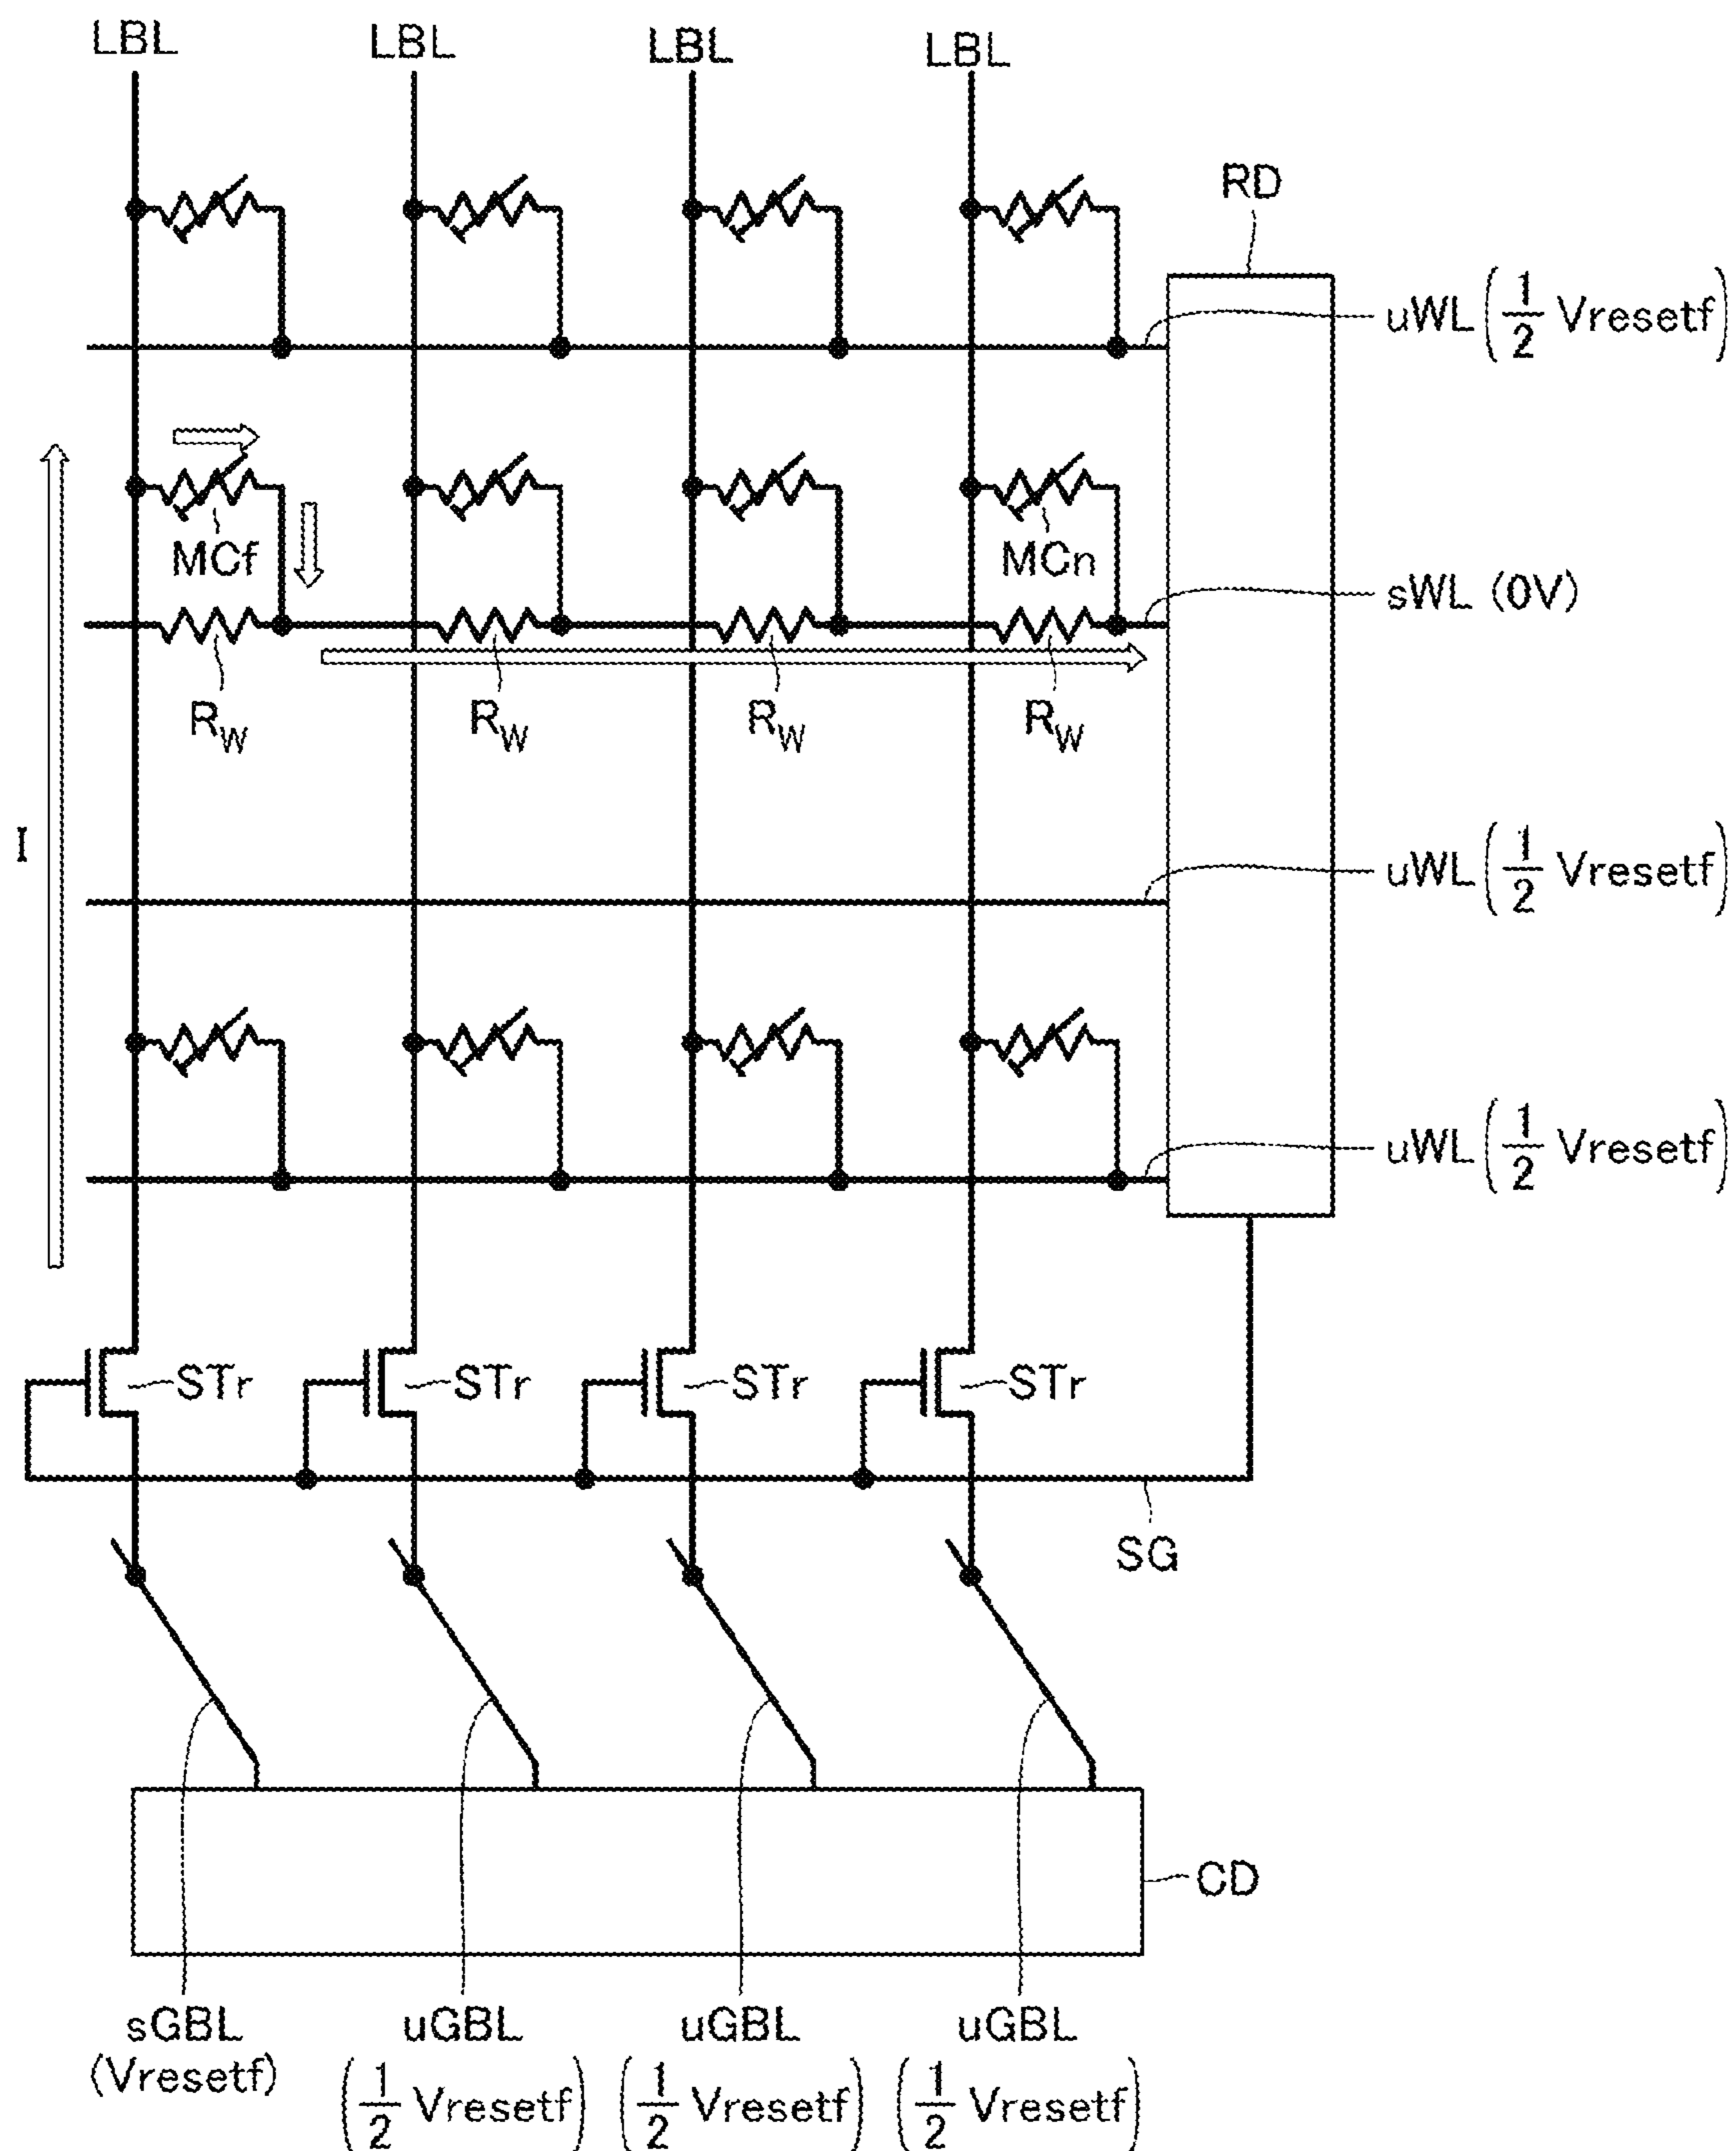 LBL LBL LBL LBL
RD
uWL (1/2 Vresetf)
MCf MCn
sWL (0V)
RW RW RW RW
I
uWL (1/2 Vresetf)
uWL (1/2 Vresetf)
STr STr STr STr
SG
CD
sGBL uGBL uGBL uGBL
(Vresetf) (1/2 Vresetf) (1/2 Vresetf) (1/2 Vresetf)